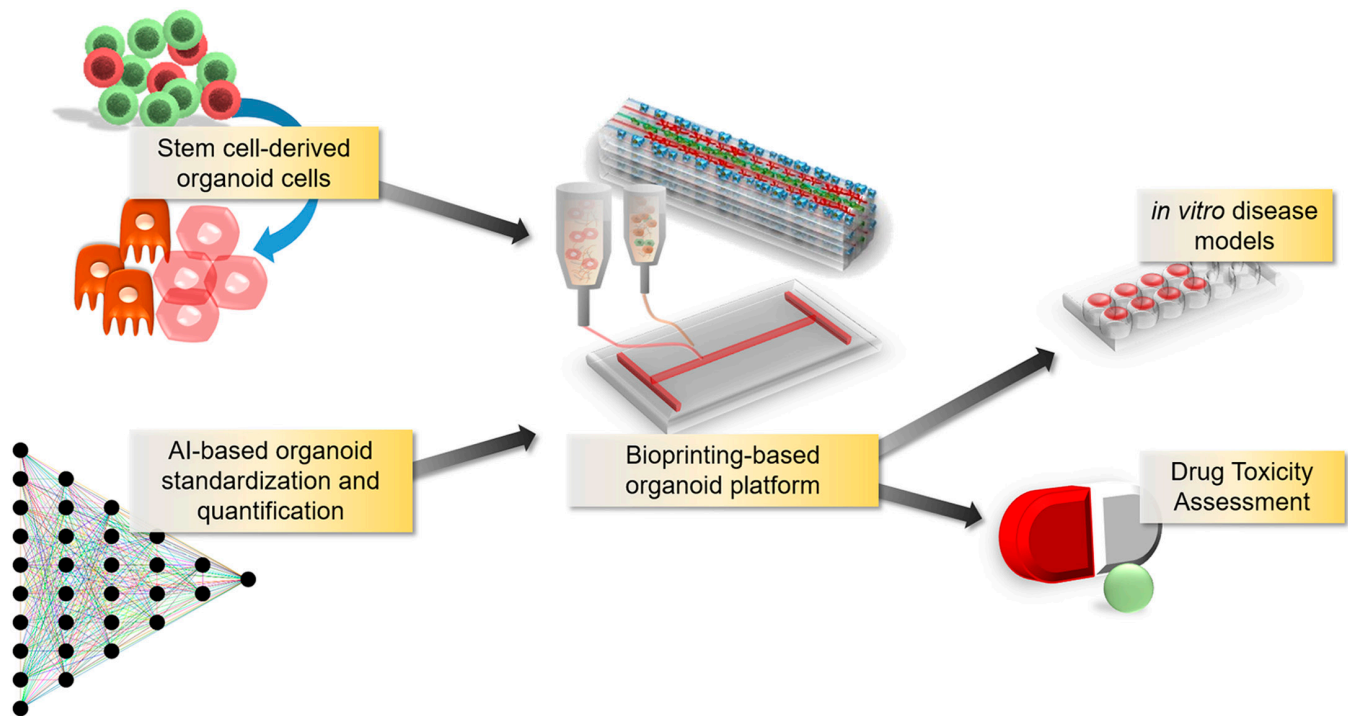 Stem cell-derived
organoid cells
AI-based organoid
standardization and
quantification
Bioprinting-based
organoid platform
in vitro disease
models
Drug Toxicity
Assessment